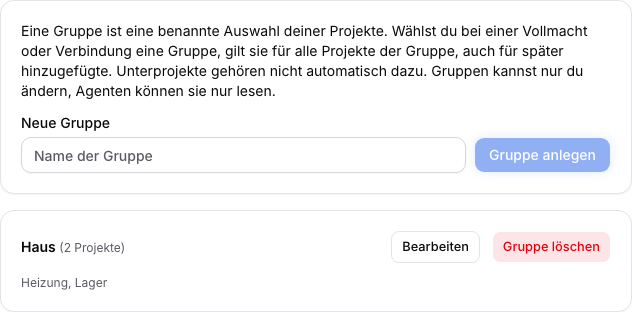 Eine Gruppe ist eine benannte Auswahl deiner Projekte. Wählst du bei einer Vollmacht
oder Verbindung eine Gruppe, gilt sie für alle Projekte der Gruppe, auch für später
hinzugefügte. Unterprojekte gehören nicht automatisch dazu. Gruppen kannst nur du
ändern, Agenten können sie nur lesen.
Neue Gruppe
Name der Gruppe
Gruppe anlegen
Haus (2 Projekte)
Bearbeiten
Gruppe löschen
Heizung, Lager